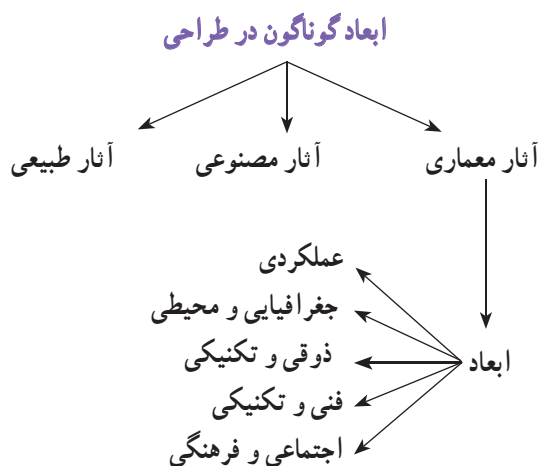 ابعاد گوناگون در طراحی
آثار معماری
آثار مصنوعی
آثار طبیعی
ابعاد
عملکردی
جغرافیایی و محیطی
ذوقی و تکنیکی
فنی و تکنیکی
اجتماعی و فرهنگی